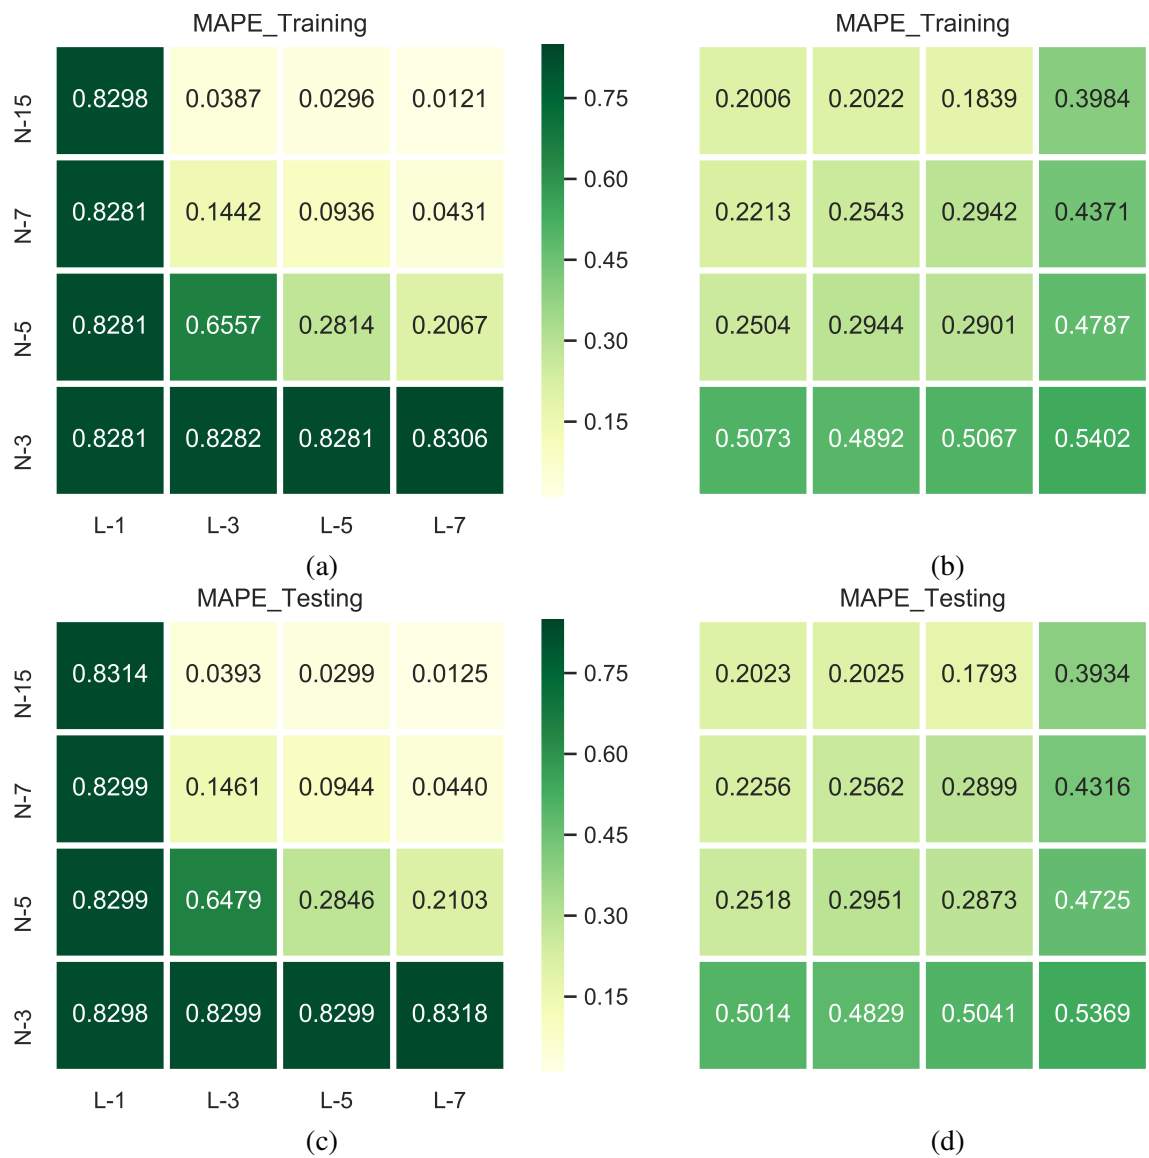 MAPE_Training
MAPE_Training
N-15 0.8298 0.0387 0.0296 0.0121 0.75 0.2006 0.2022 0.1839 0.3984
0.60
N-7 0.8281 0.1442 0.0936 0.0431 0.2213 0.2543 0.2942 0.4371
0.45
N-5 0.8281 0.6557 0.2814 0.2067 0.30 0.2504 0.2944 0.2901 0.4787
0.15
N-3 0.8281 0.8282 0.8281 0.8306 0.5073 0.4892 0.5067 0.5402
L-1 L-3 L-5 L-7
(a)
(b)
MAPE_Testing
MAPE_Testing
N-15 0.8314 0.0393 0.0299 0.0125 0.75 0.2023 0.2025 0.1793 0.3934
0.60
N-7 0.8299 0.1461 0.0944 0.0440 0.2256 0.2562 0.2899 0.4316
0.45
N-5 0.8299 0.6479 0.2846 0.2103 0.30 0.2518 0.2951 0.2873 0.4725
0.15
N-3 0.8298 0.8299 0.8299 0.8318 0.5014 0.4829 0.5041 0.5369
L-1 L-3 L-5 L-7
(c)
(d)